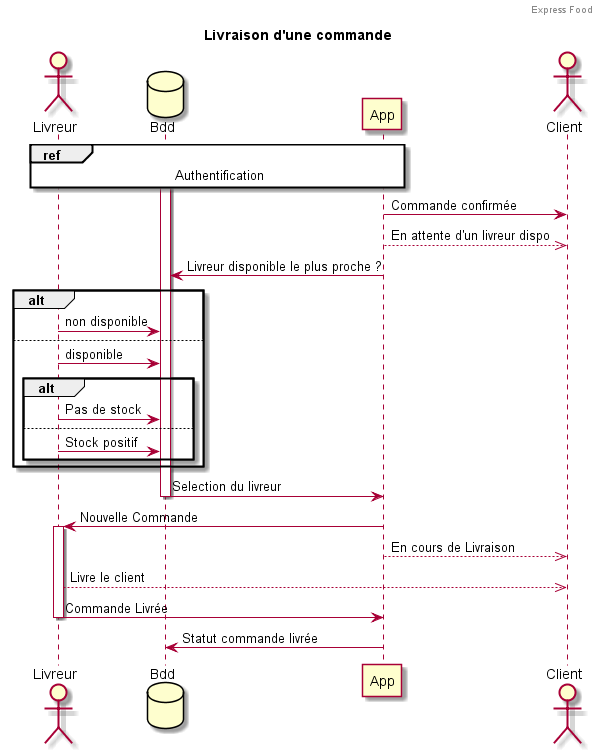 Express Food
Livraison d'une commande
Livreur
Bdd
App
Client
ref
Authentification
Commande confirmée
En attente d'un livreur dispo
Livreur disponible le plus proche ?
alt
non disponible
disponible
alt
Pas de stock
Stock positif
Selection du livreur
Nouvelle Commande
En cours de Livraison
Livre le client
Commande Livrée
Statut commande livrée
Livreur
Bdd
App
Client